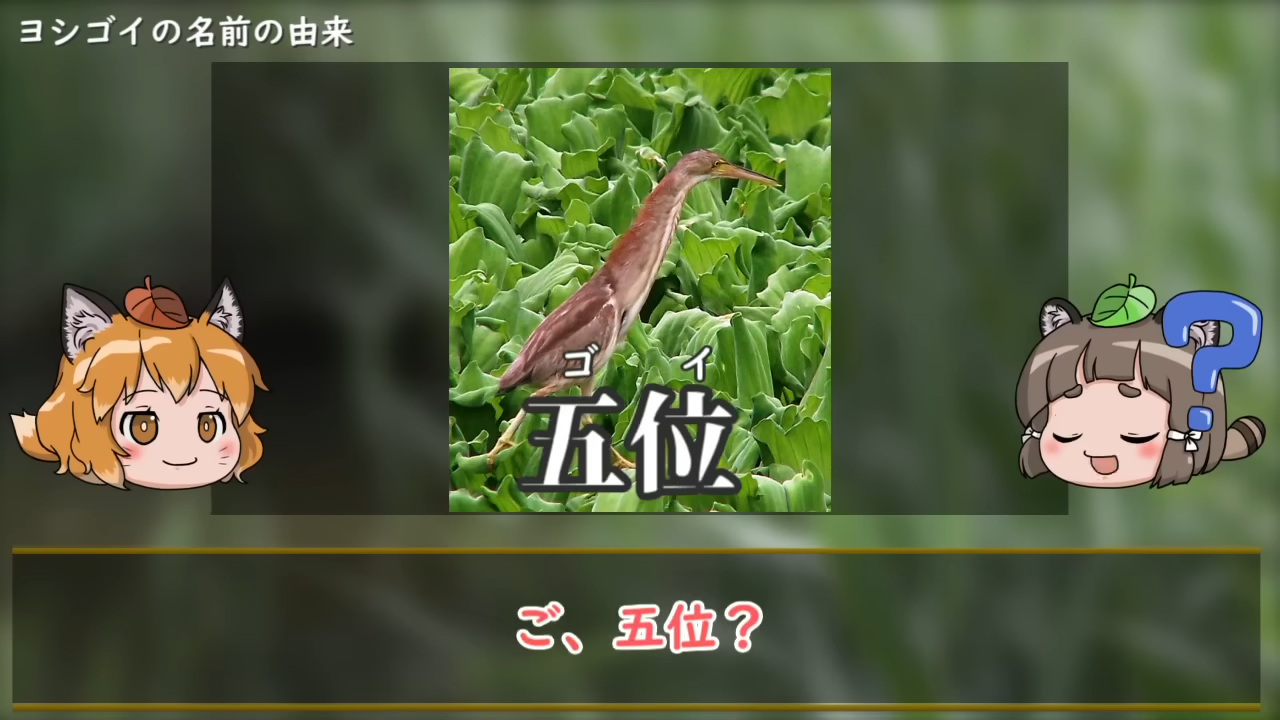 ヨシゴイの名前の由来
ゴイ
五位
ご、五位？